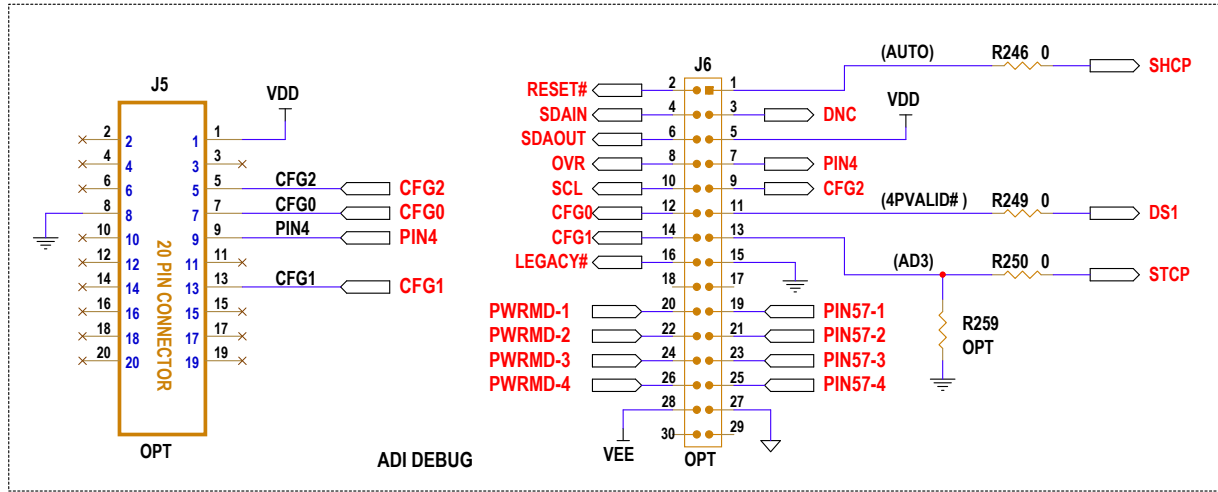 J5
VDD
2 2 1 1
4 4 3 3
6 6 5 5 CFG2 CFG2
8 8 7 7 CFG0 CFG0
10 10 9 9 PIN4 PIN4
12 12 11 11
14 14 13 13 CFG1 CFG1
16 16 15 15
18 18 17 17
20 20 19 19
20 PIN CONNECTOR
OPT
ADI DEBUG
J6
RESET# 2 1 (AUTO) R246 0 SHCP
SDAIN 4 3 DNC
VDD
SDAOUT 6 5
OVR 8 7 PIN4
SCL 10 9 CFG2
CFG0 12 11 (4PVALID# ) R249 0 DS1
CFG1 14 13 (AD3) R250 0 STCP
LEGACY# 16 15
18 17
R259
OPT
PWRMD-1 20 19 PIN57-1
PWRMD-2 22 21 PIN57-2
PWRMD-3 24 23 PIN57-3
PWRMD-4 26 25 PIN57-4
28 27
VEE
30 29
OPT